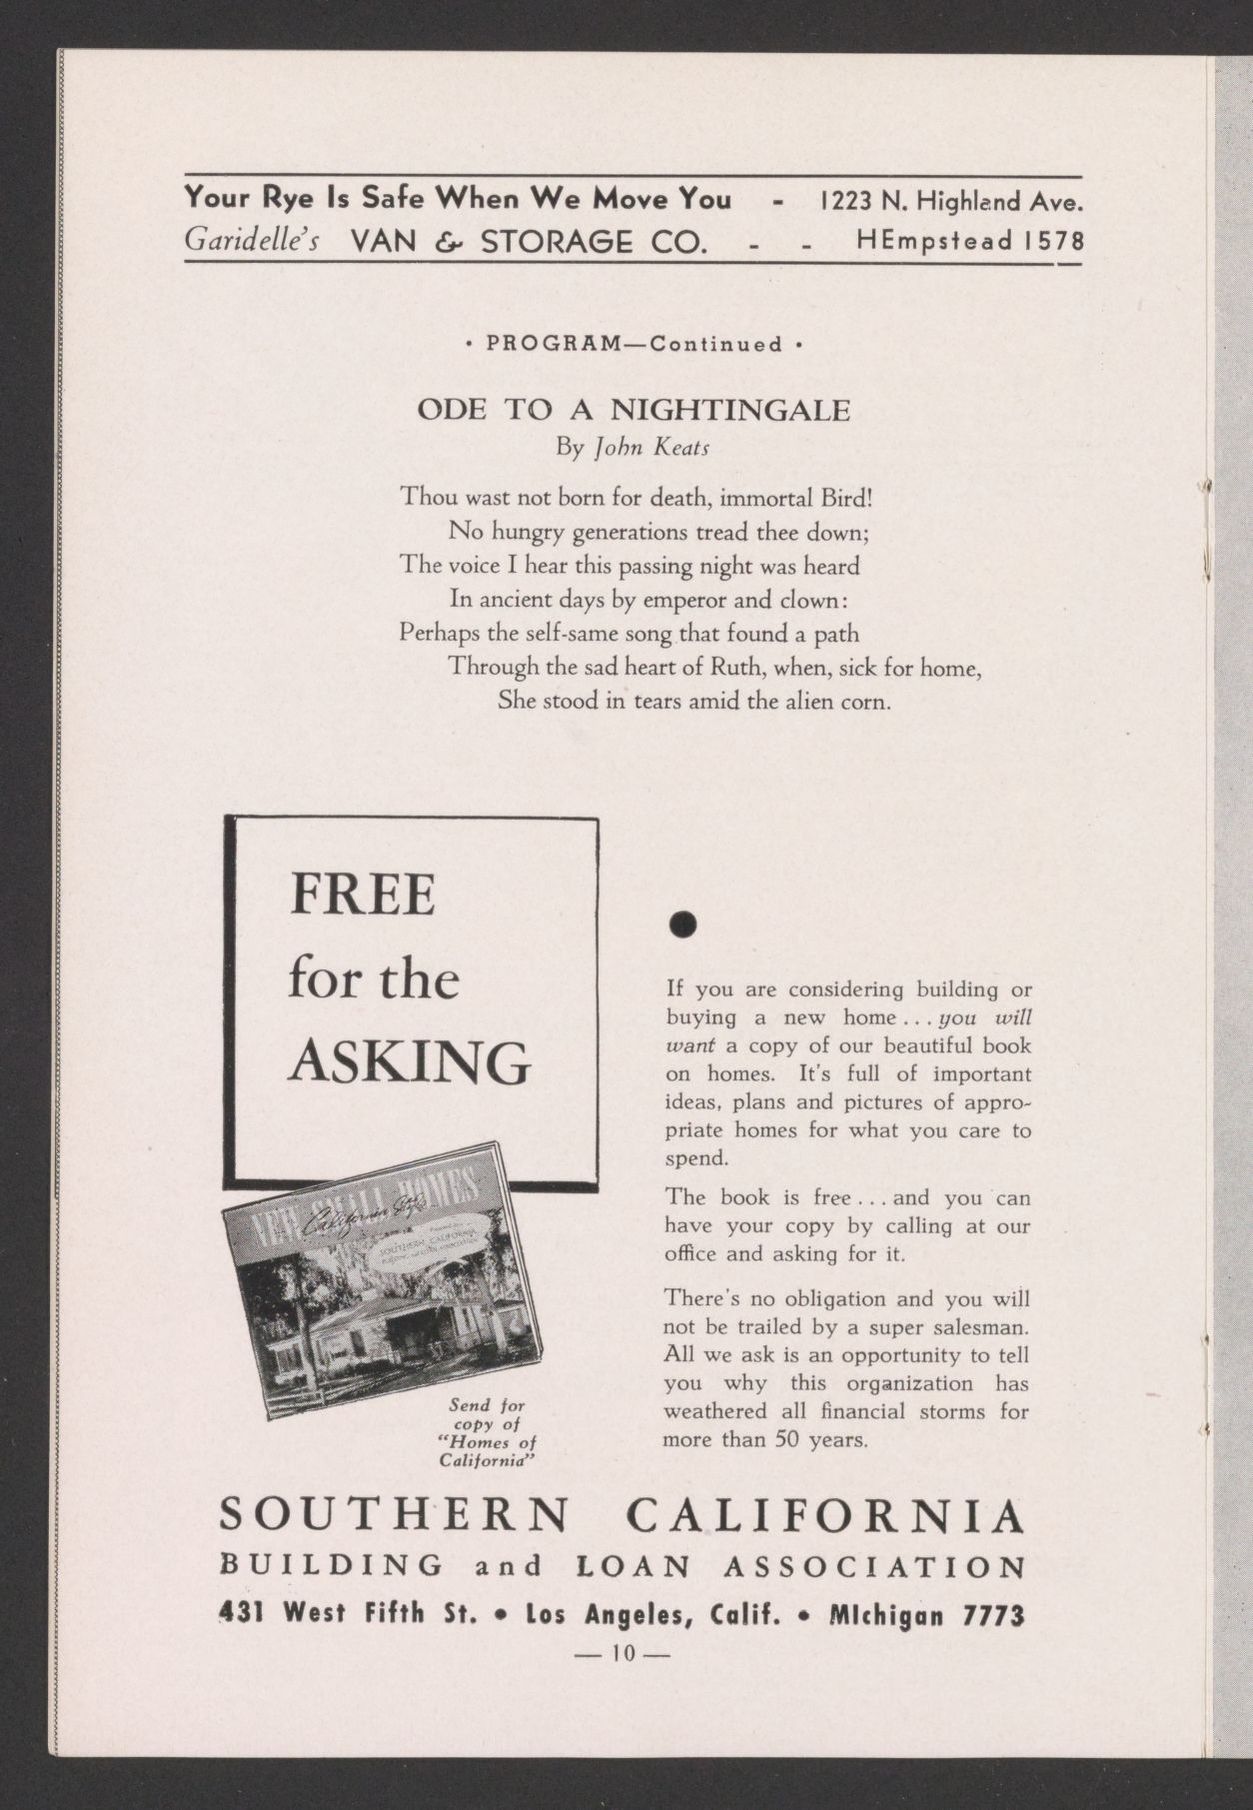 Your Rye Is Safe When We Move You - 1223 N. Highland Ave.
Garidelle's VAN & STORAGE CO. - - HEmpstead 1578
• PROGRAM—Continued •
ODE TO A NIGHTINGALE
By John Keats
Thou wast not born for death, immortal Bird!
No hungry generations tread thee down;
The voice I hear this passing night was heard
In ancient days by emperor and clown:
Perhaps the self-same song that found a path
Through the sad heart of Ruth, when, sick for home,
She stood in tears amid the alien corn.
FREE
for the
ASKING
NEW SMALL HOMES
California
SOUTHERN CALIFORNIA
Send for
copy of
"Homes of
California"
If you are considering building or
buying a new home . . . you will
want a copy of our beautiful book
on homes. It's full of important
ideas, plans and pictures of appro-
priate homes for what you care to
spend.
The book is free . . . and you can
have your copy by calling at our
office and asking for it.
There's no obligation and you will
not be trailed by a super salesman.
All we ask is an opportunity to tell
you why this organization has
weathered all financial storms for
more than 50 years.
SOUTHERN CALIFORNIA
BUILDING and LOAN ASSOCIATION
431 West Fifth St. • Los Angeles, Calif. • MIchigan 7773
— 10 —